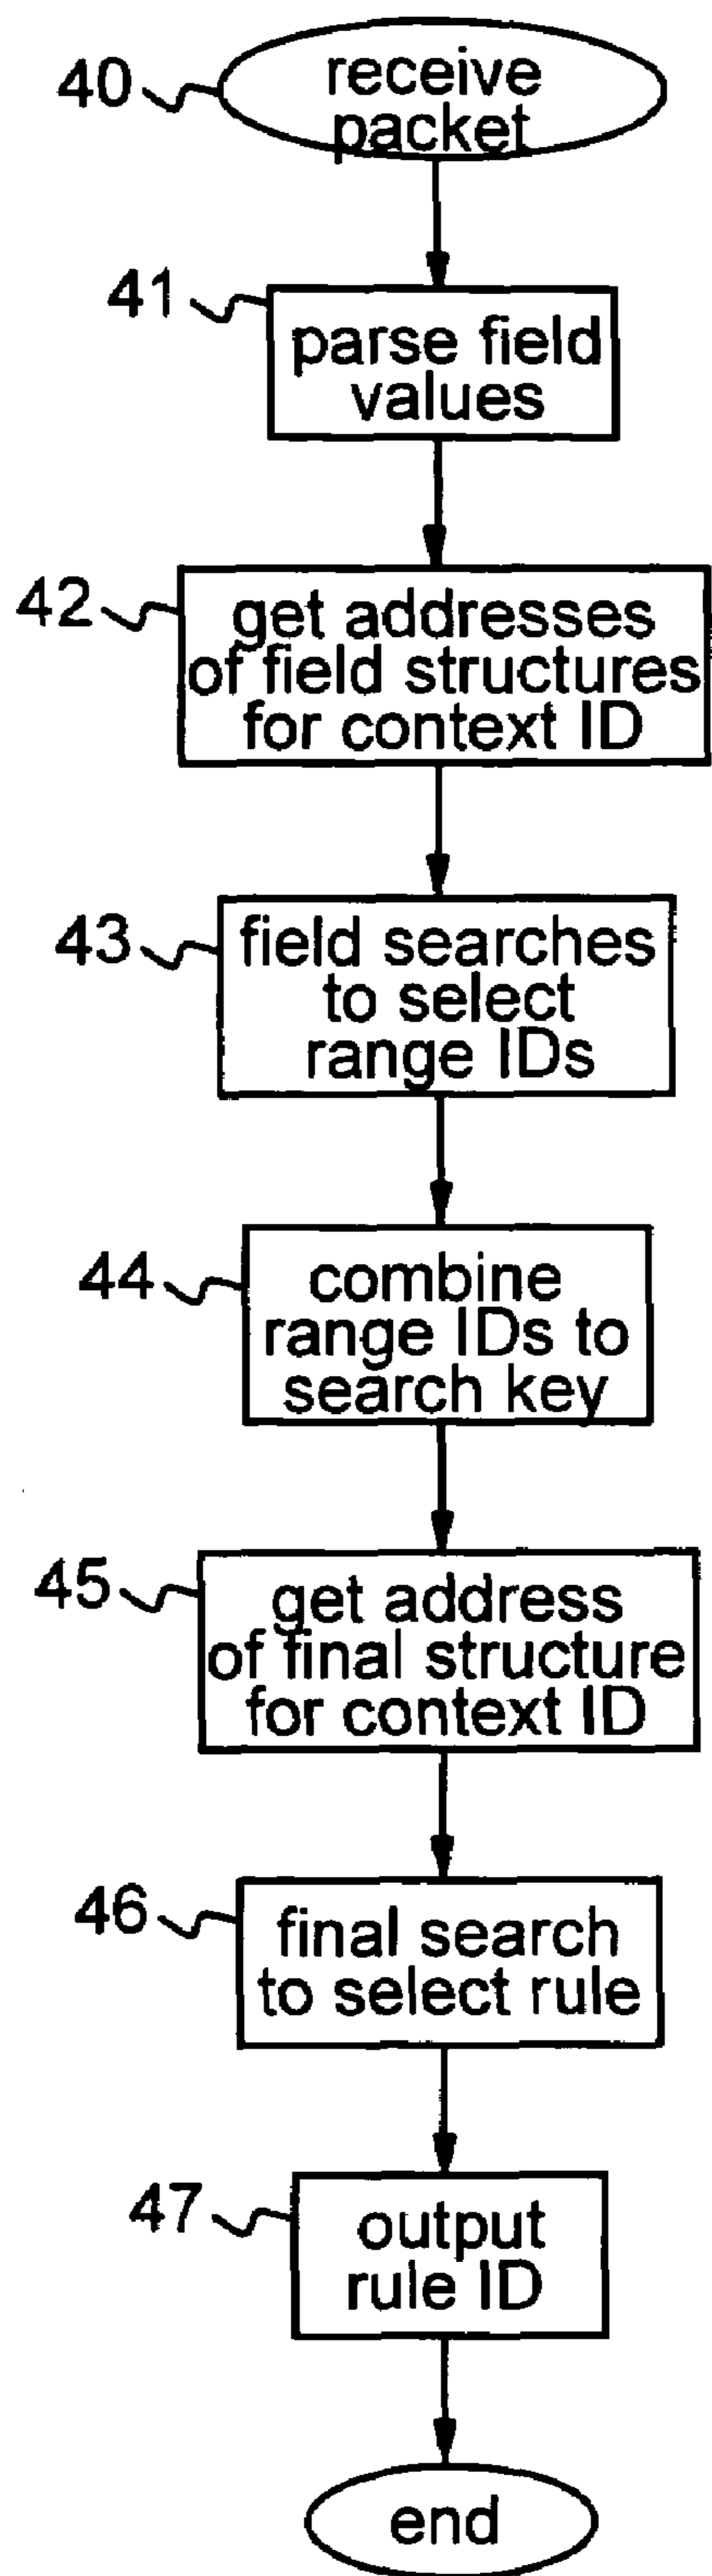 40
receive
packet
41
parse field
values
42
get addresses
of field structures
for context ID
43
field searches
to select
range IDs
44
combine
range IDs to
search key
45
get address
of final structure
for context ID
46
final search
to select rule
47
output
rule ID
end